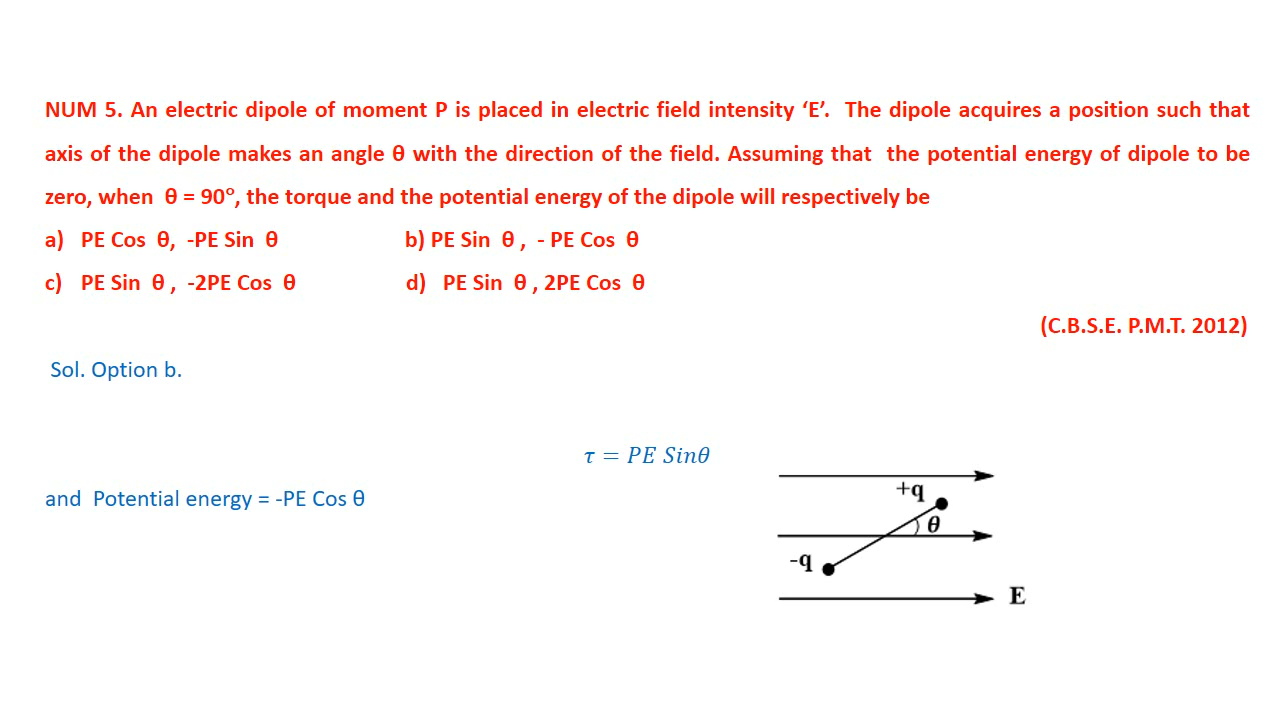 NUM 5. An electric dipole of moment P is placed in electric field intensity ‘E’. The dipole acquires a position such that
axis of the dipole makes an angle θ with the direction of the field. Assuming that the potential energy of dipole to be
zero, when θ = 90°, the torque and the potential energy of the dipole will respectively be
a) PE Cos θ, -PE Sin θ b) PE Sin θ , - PE Cos θ
c) PE Sin θ , -2PE Cos θ d) PE Sin θ , 2PE Cos θ
(C.B.S.E. P.M.T. 2012)
Sol. Option b.
τ = PE Sinθ
and Potential energy = -PE Cos θ
+q
θ
-q
E